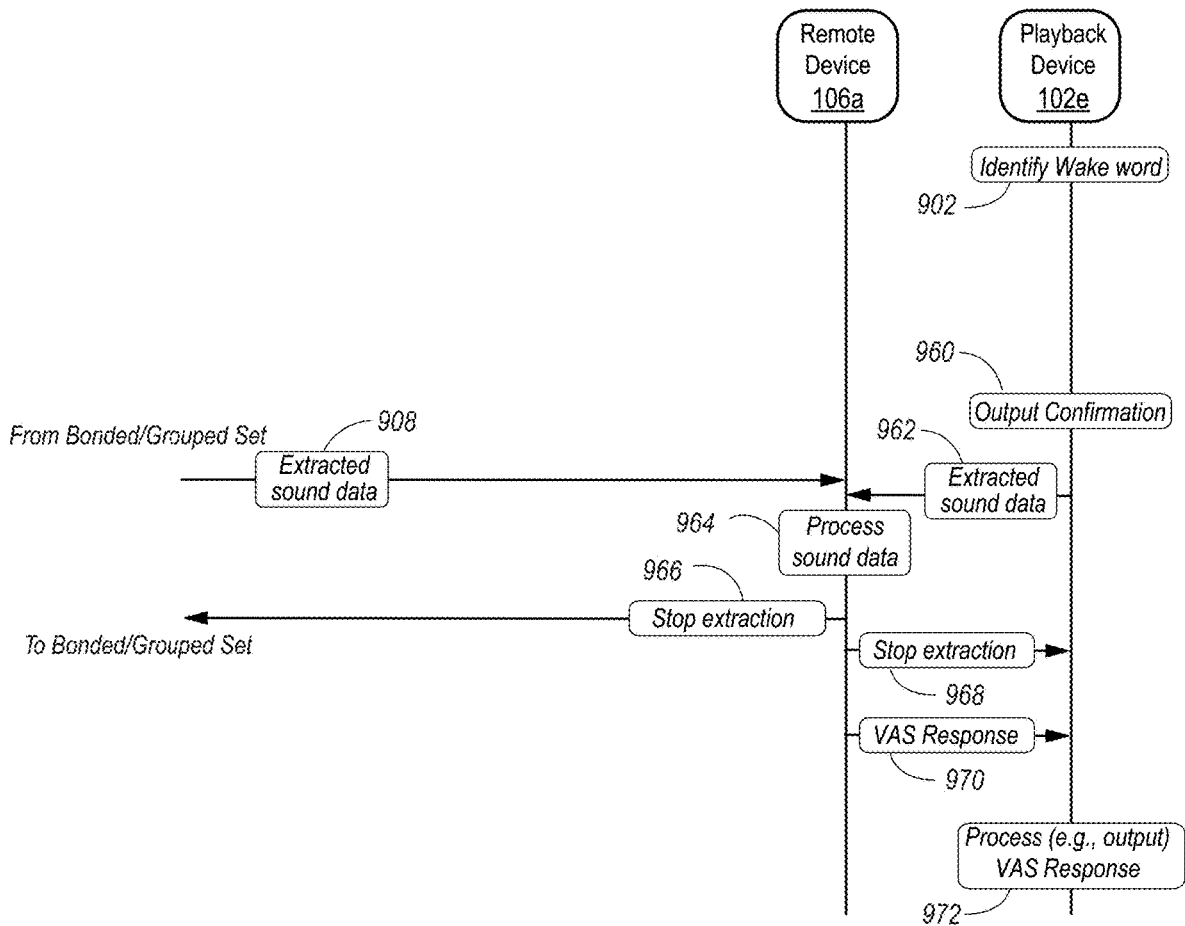 Remote
Device
106a
Playback
Device
102e
Identify Wake word
902
960
Output Confirmation
From Bonded/Grouped Set
908
962
Extracted
sound data
Extracted
sound data
964
Process
sound data
966
Stop extraction
To Bonded/Grouped Set
Stop extraction
968
VAS Response
970
Process (e.g., output)
VAS Response
972